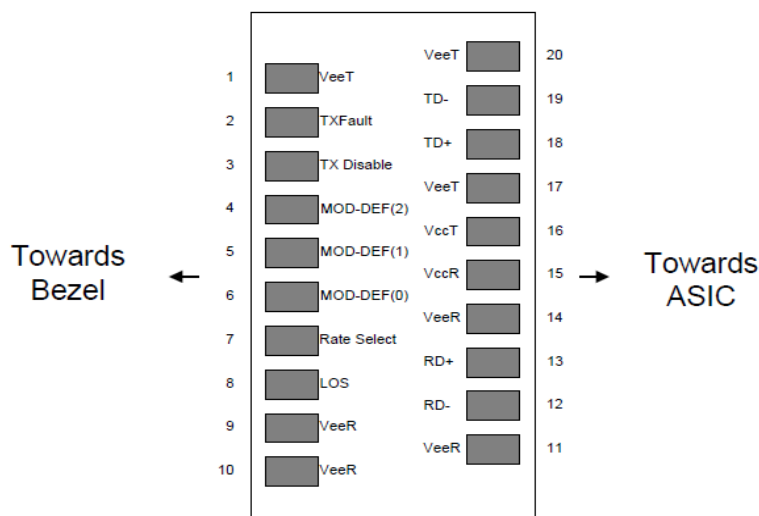 VeeT 20
1 VeeT
TD- 19
2 TXFault
TD+ 18
3 TX Disable
VeeT 17
4 MOD-DEF(2)
VccT 16
5 MOD-DEF(1)
Towards
Bezel
VccR 15
Towards
ASIC
6 MOD-DEF(0)
VeeR 14
7 Rate Select
RD+ 13
8 LOS
RD- 12
9 VeeR
VeeR 11
10 VeeR